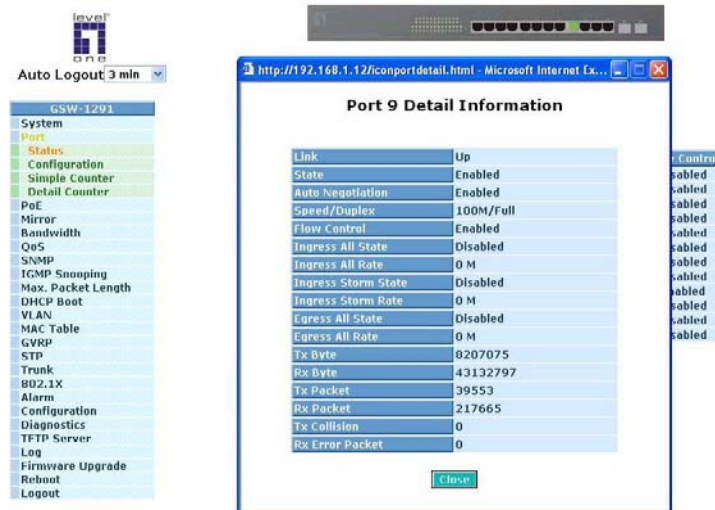 level
one
Auto Logout 3 min
GSW-1291
System
Port
Status
Configuration
Simple Counter
Detail Counter
PoE
Mirror
Bandwidth
QoS
SNMP
IGMP Snooping
Max. Packet Length
DHCP Boot
VLAN
MAC Table
GVRP
STP
Trunk
802.1X
Alarm
Configuration
Diagnostics
TFTP Server
Log
Firmware Upgrade
Reboot
Logout
http://192.168.1.12/iconportdetail.html - Microsoft Internet Ex...
Port 9 Detail Information
Link Up
State Enabled
Auto Negotiation Enabled
Speed/Duplex 100M/Full
Flow Control Enabled
Ingress All State Disabled
Ingress All Rate 0 M
Ingress Storm State Disabled
Ingress Storm Rate 0 M
Egress All State Disabled
Egress All Rate 0 M
Tx Byte 8207075
Rx Byte 43132797
Tx Packet 39553
Rx Packet 217665
Tx Collision 0
Rx Error Packet 0
Close